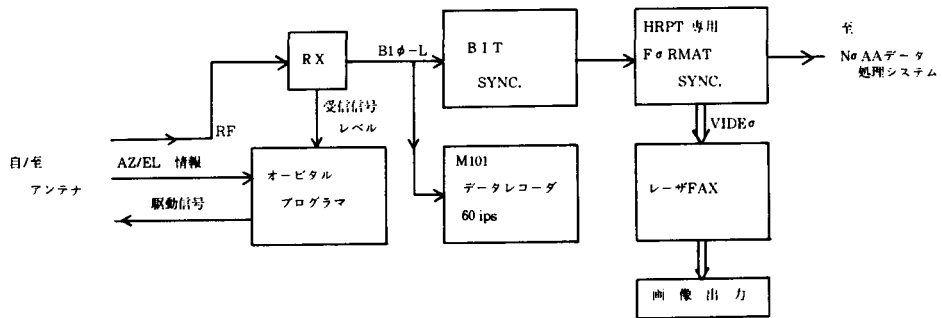 RX
B1φ-L
BIT
SYNC.
HRPT 専用
FσRMAT
SYNC.
至
NσAAデータ
処理システム
受信信号
レベル
RF
VIDEσ
自/至
アンテナ
AZ/EL 情報
駆動信号
オービタル
プログラマ
M101
データレコーダ
60 ips
レーザFAX
画像出力